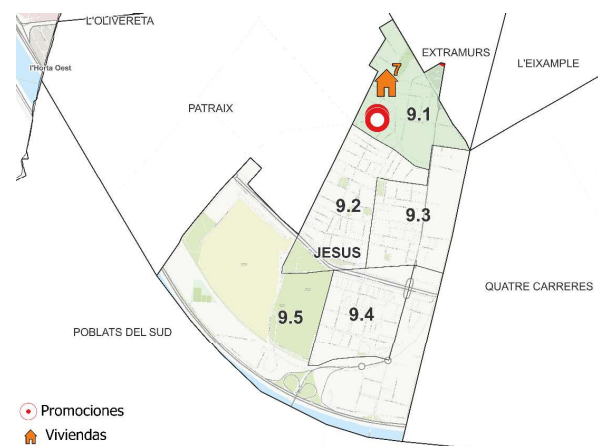 L'OLIVERETA
EXTRAMURS
L'EIXAMPLE
l'Horta Oest
7
PATRAIX
9.1
9.2
9.3
JESUS
QUATRE CARRERES
9.5
9.4
POBLATS DEL SUD
Promociones
Viviendas